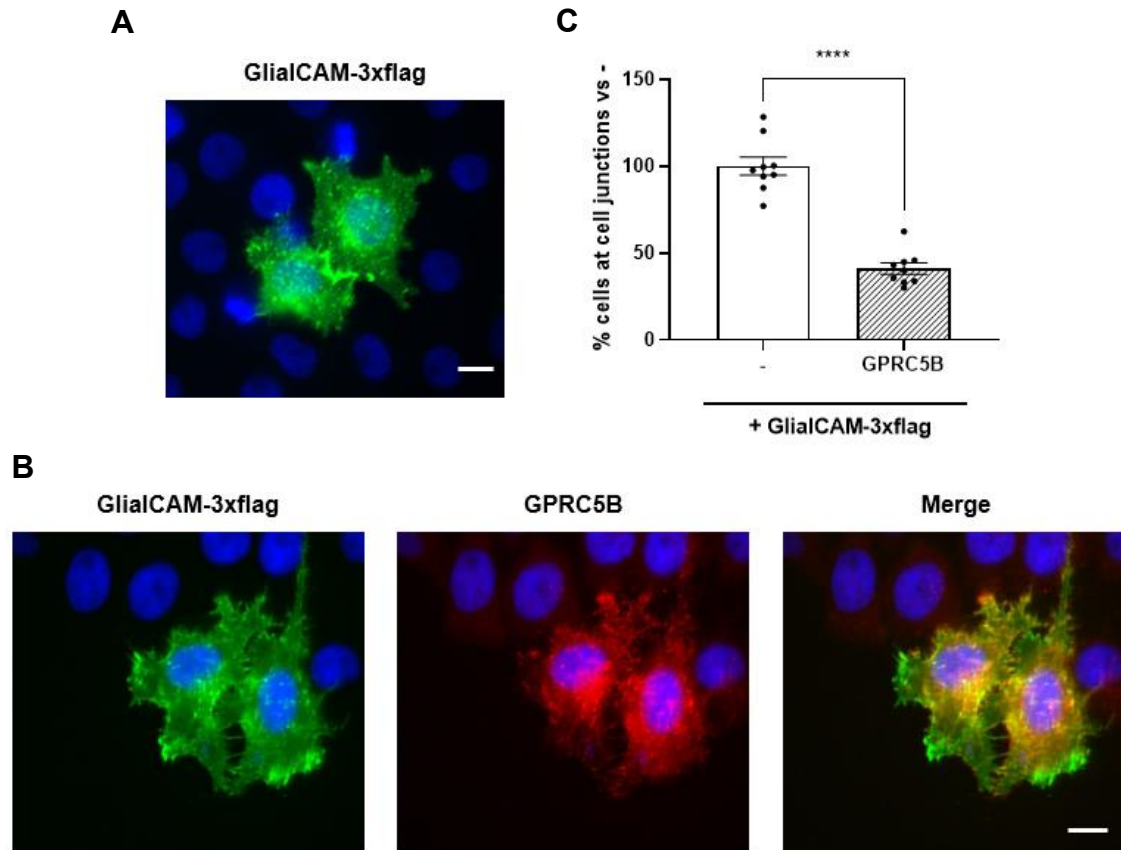 A
GlialCAM-3xflag
C
****
% cells at cell junctions vs -
150
100
50
0
-
GPRC5B
+ GlialCAM-3xflag
B
GlialCAM-3xflag
GPRC5B
Merge